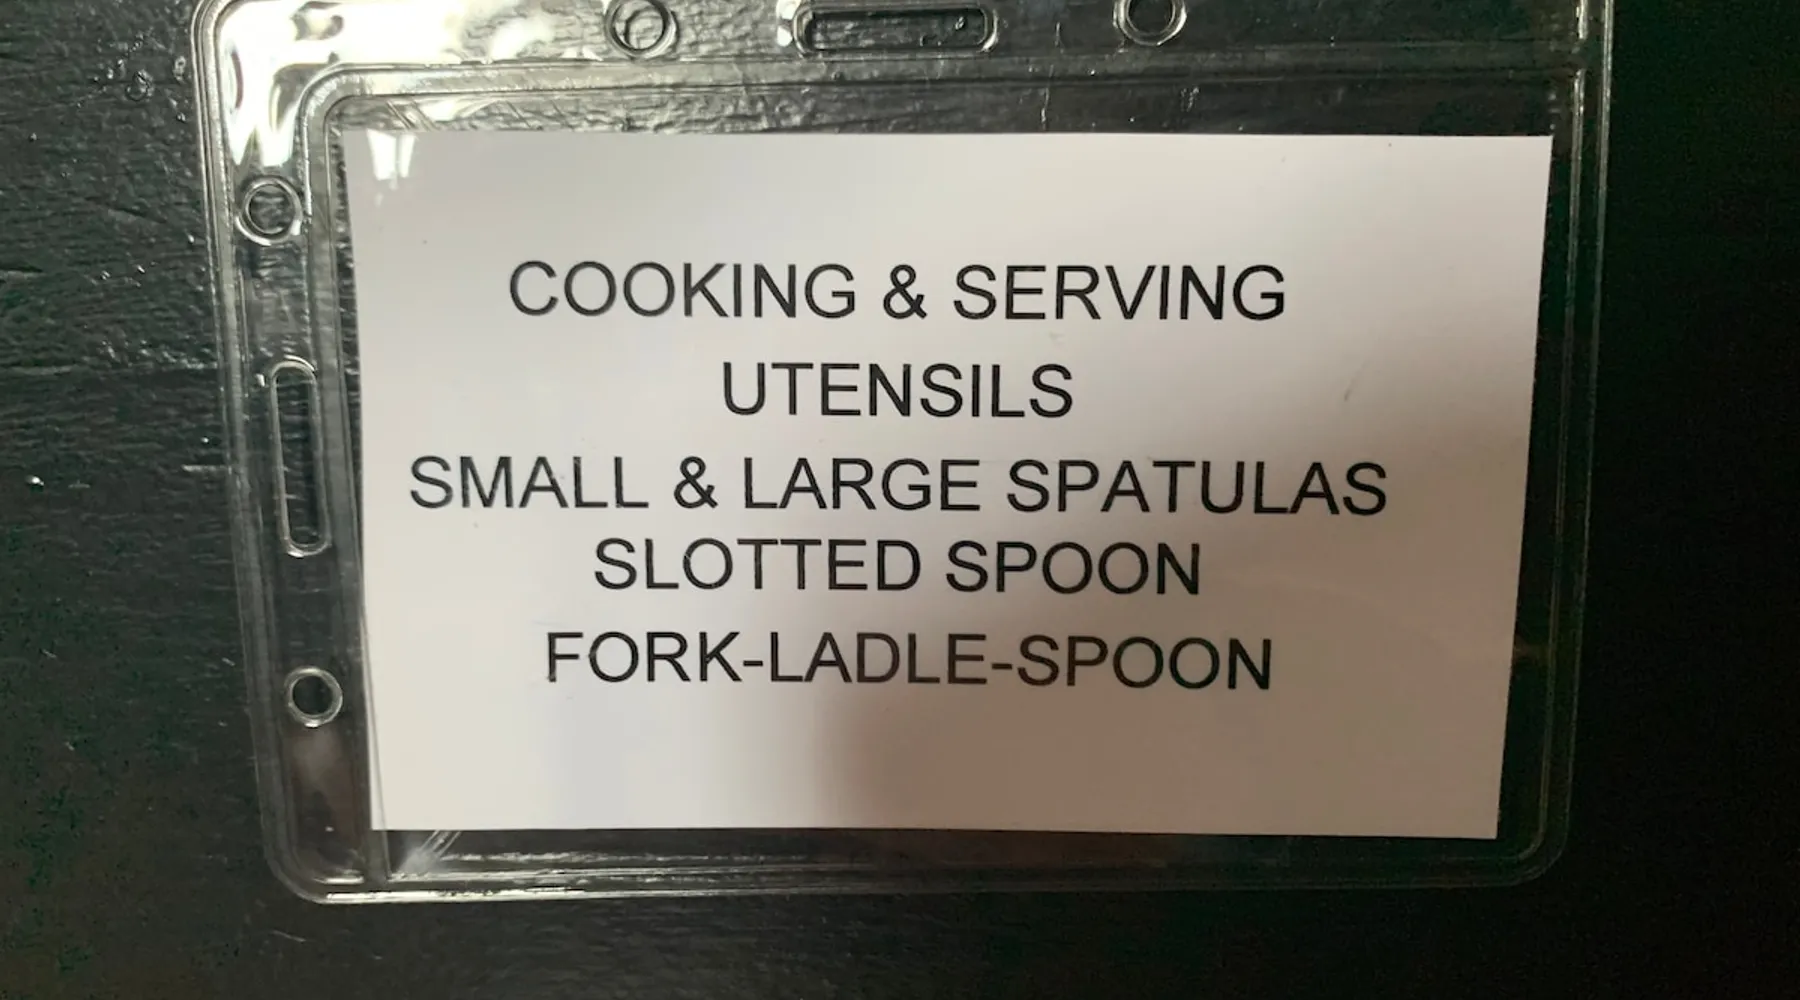 COOKING & SERVING
UTENSILS
SMALL & LARGE SPATULAS
SLOTTED SPOON
FORK-LADLE-SPOON